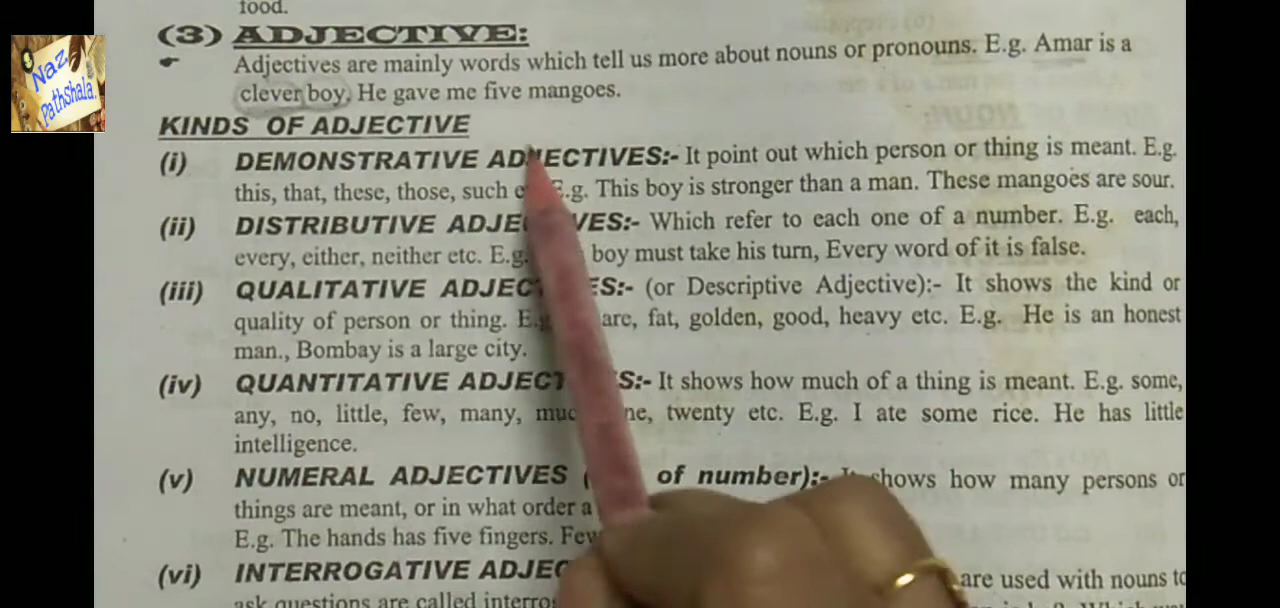 food.
(3) ADJECTIVE:
Naz Pathshala.
Adjectives are mainly words which tell us more about nouns or pronouns. E.g. Amar is a
clever boy. He gave me five mangoes.
KINDS OF ADJECTIVE
(i) DEMONSTRATIVE ADJECTIVES:- It point out which person or thing is meant. E.g.
this, that, these, those, such E.g. This boy is stronger than a man. These mangoes are sour.
(ii) DISTRIBUTIVE ADJECTIVES:- Which refer to each one of a number. E.g. each,
every, either, neither etc. E.g. boy must take his turn, Every word of it is false.
(iii) QUALITATIVE ADJECTIVES:- (or Descriptive Adjective):- It shows the kind or
quality of person or thing. fat, golden, good, heavy etc. E.g. He is an honest
man., Bombay is a large city.
(iv) QUANTITATIVE ADJECTIVES:- It shows how much of a thing is meant. E.g. some,
any, no, little, few, many, twenty etc. E.g. I ate some rice. He has little
intelligence.
(v) NUMERAL ADJECTIVES of number):- It shows how many persons or
things are meant, or in what order
E.g. The hands has five fingers. Few
(vi) INTERROGATIVE are used with nouns to
ask questions are called